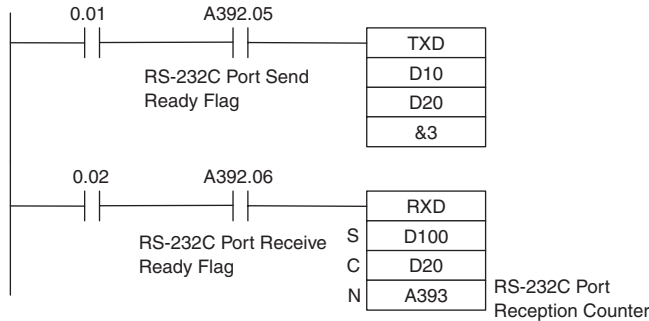 0.01 A392.05
TXD
D10
D20
&3
RS-232C Port Send
Ready Flag
0.02 A392.06
RXD
S D100
C D20
N A393
RS-232C Port Receive
Ready Flag
RS-232C Port
Reception Counter